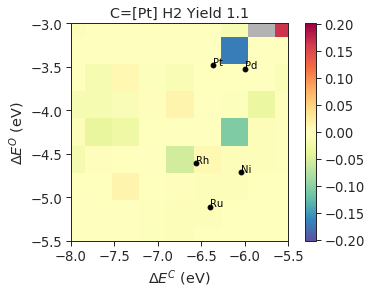 C=[Pt] H2 Yield 1.1
−3.0
−3.5
−4.0
−4.5
−5.0
−5.5
ΔE^O (eV)
−8.0 −7.5 −7.0 −6.5 −6.0 −5.5
ΔE^C (eV)
Pt
Pd
Rh
Ni
Ru
0.20
0.15
0.10
0.05
0.00
−0.05
−0.10
−0.15
−0.20